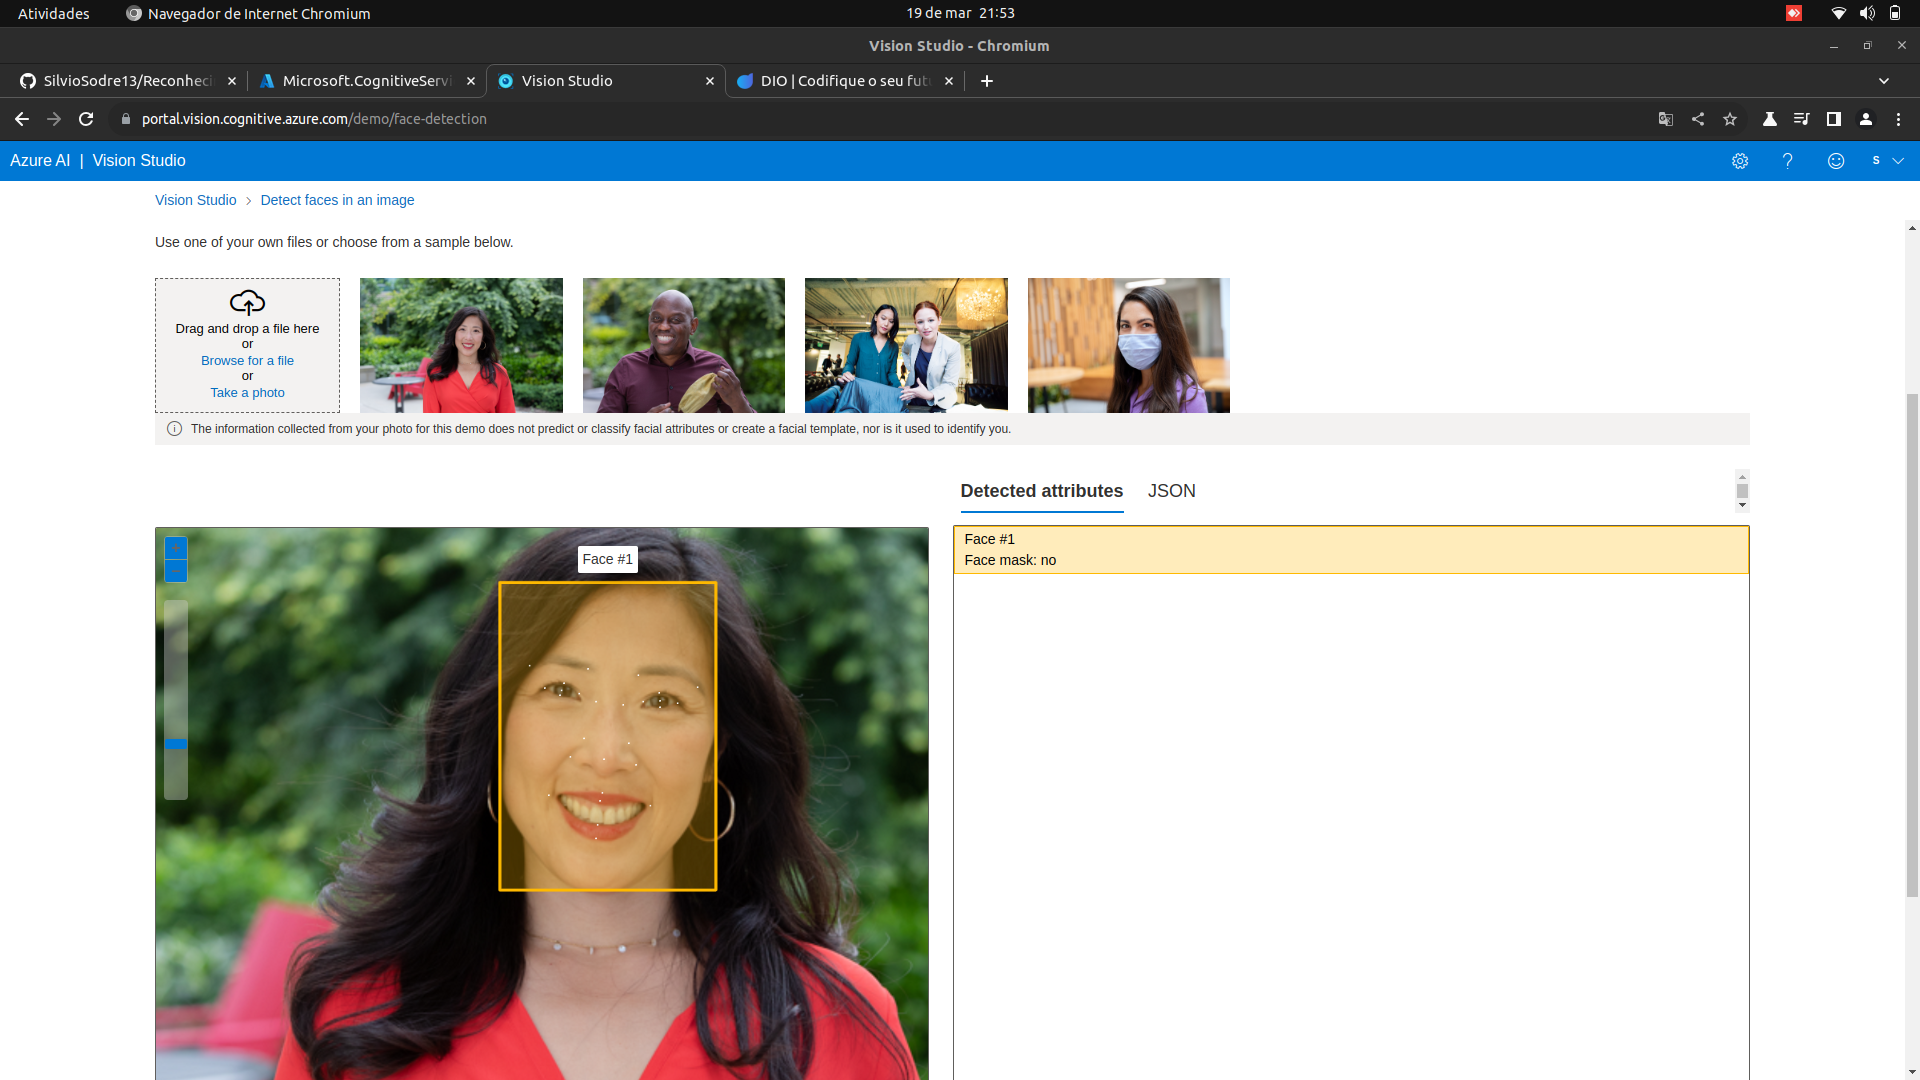 Atividades
Navegador de Internet Chromium
19 de mar 21:53
Vision Studio - Chromium
SilvioSodre13/Reconheci
Microsoft.CognitiveServi
Vision Studio
DIO | Codifique o seu futu
portal.vision.cognitive.azure.com/demo/face-detection
Azure AI | Vision Studio
S
Vision Studio > Detect faces in an image
Use one of your own files or choose from a sample below.
Drag and drop a file here
or
Browse for a file
or
Take a photo
The information collected from your photo for this demo does not predict or classify facial attributes or create a facial template, nor is it used to identify you.
Detected attributes
JSON
Face #1
Face #1
Face mask: no